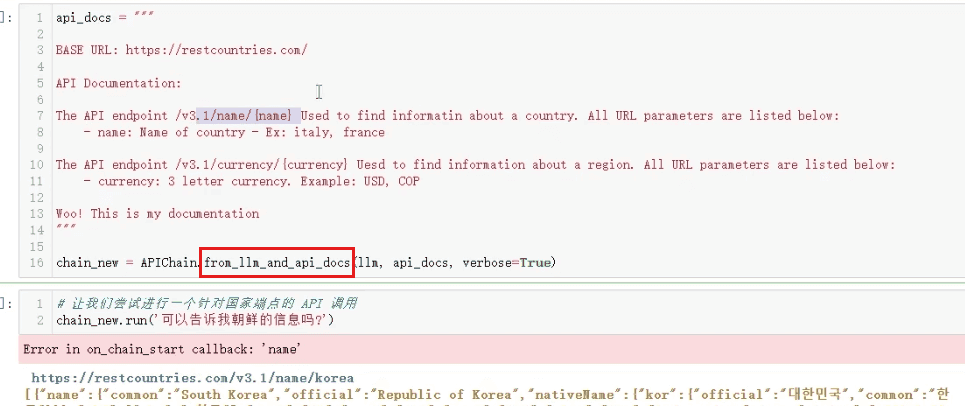 ]:
1 api_docs = """
2
3 BASE URL: https://restcountries.com/
4
5 API Documentation:
6
7 The API endpoint /v3.1/name/{name} Used to find informatin about a country. All URL parameters are listed below:
8 - name: Name of country - Ex: italy, france
9
10 The API endpoint /v3.1/currency/{currency} Uesd to find information about a region. All URL parameters are listed below:
11 - currency: 3 letter currency. Example: USD, COP
12
13 Woo! This is my documentation
14 """
15
16 chain_new = APIChain.from_llm_and_api_docs(llm, api_docs, verbose=True)
]:
1 # 让我们尝试进行一个针对国家端点的 API 调用
2 chain_new.run('可以告诉我朝鲜的信息吗?')
Error in on_chain_start callback: 'name'
https://restcountries.com/v3.1/name/korea
[{"name":{"common":"South Korea","official":"Republic of Korea","nativeName":{"kor":{"official":"대한민국","common":"한